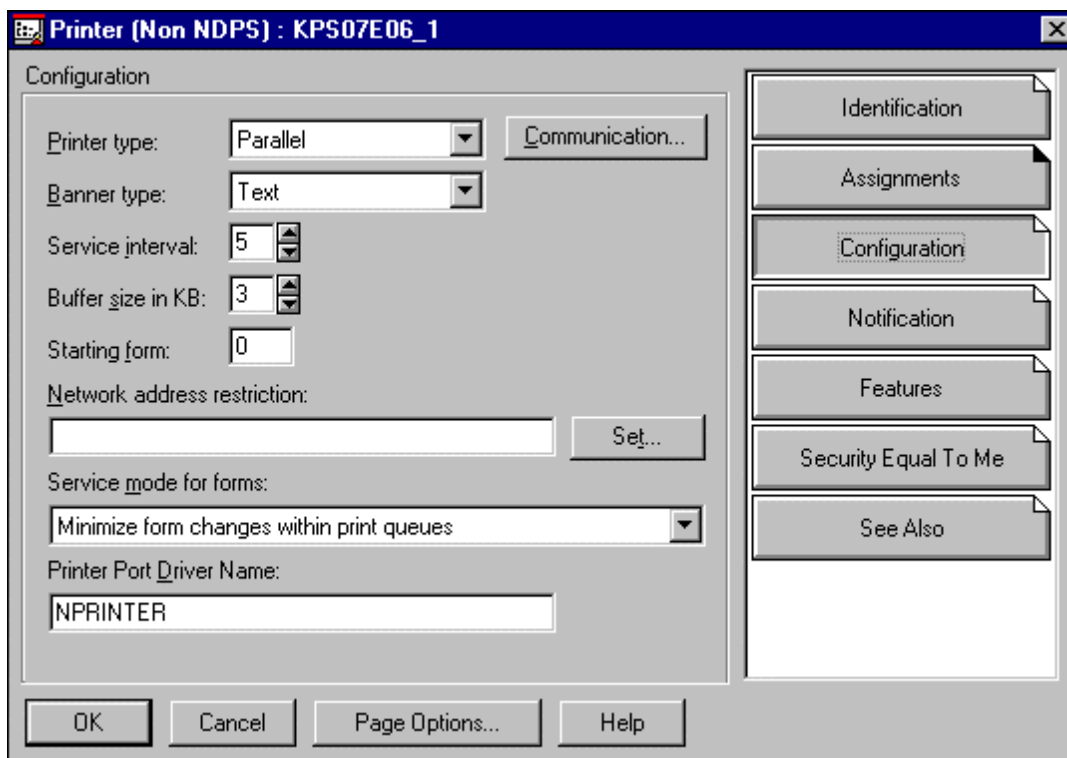 Printer (Non NDPS) : KPS07E06_1
Configuration
Printer type:
Parallel
Communication...
Banner type:
Text
Service interval:
5
Buffer size in KB:
3
Starting form:
0
Network address restriction:
Set...
Service mode for forms:
Minimize form changes within print queues
Printer Port Driver Name:
NPRINTER
Identification
Assignments
Configuration
Notification
Features
Security Equal To Me
See Also
OK
Cancel
Page Options...
Help